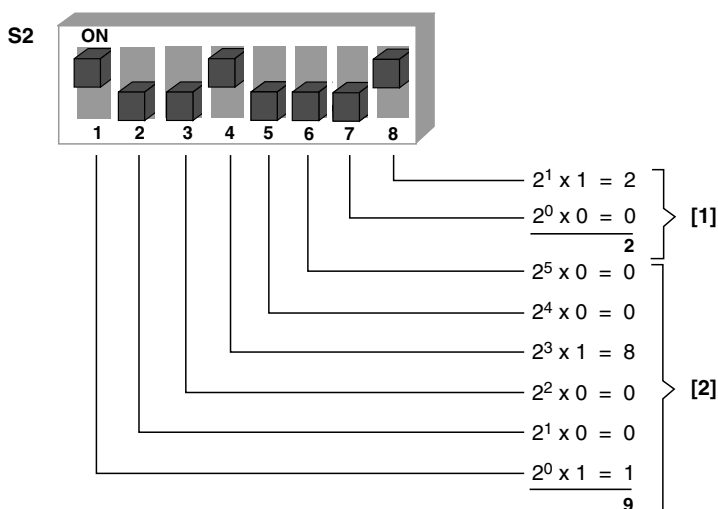 S2
ON
1 2 3 4 5 6 7 8
2¹ x 1 = 2
2⁰ x 0 = 0
[1]
2
2⁵ x 0 = 0
2⁴ x 0 = 0
2³ x 1 = 8
2² x 0 = 0
[2]
2¹ x 0 = 0
2⁰ x 1 = 1
9